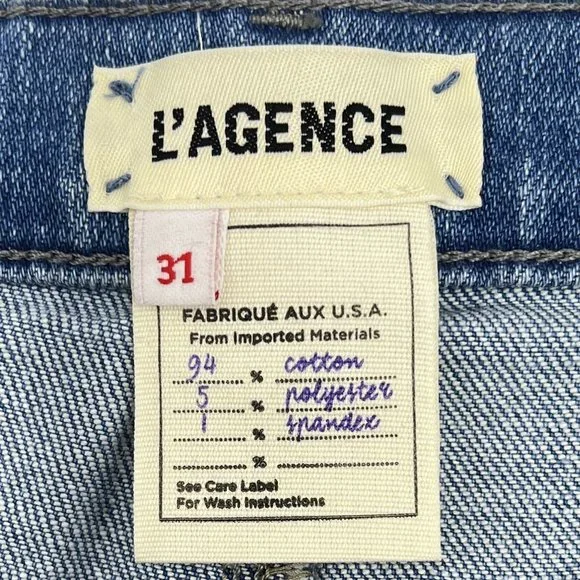 L'AGENCE
31
FABRIQUÉ AUX U.S.A.
From Imported Materials
94 % cotton
5 % polyester
1 % spandex
%
See Care Label
For Wash Instructions